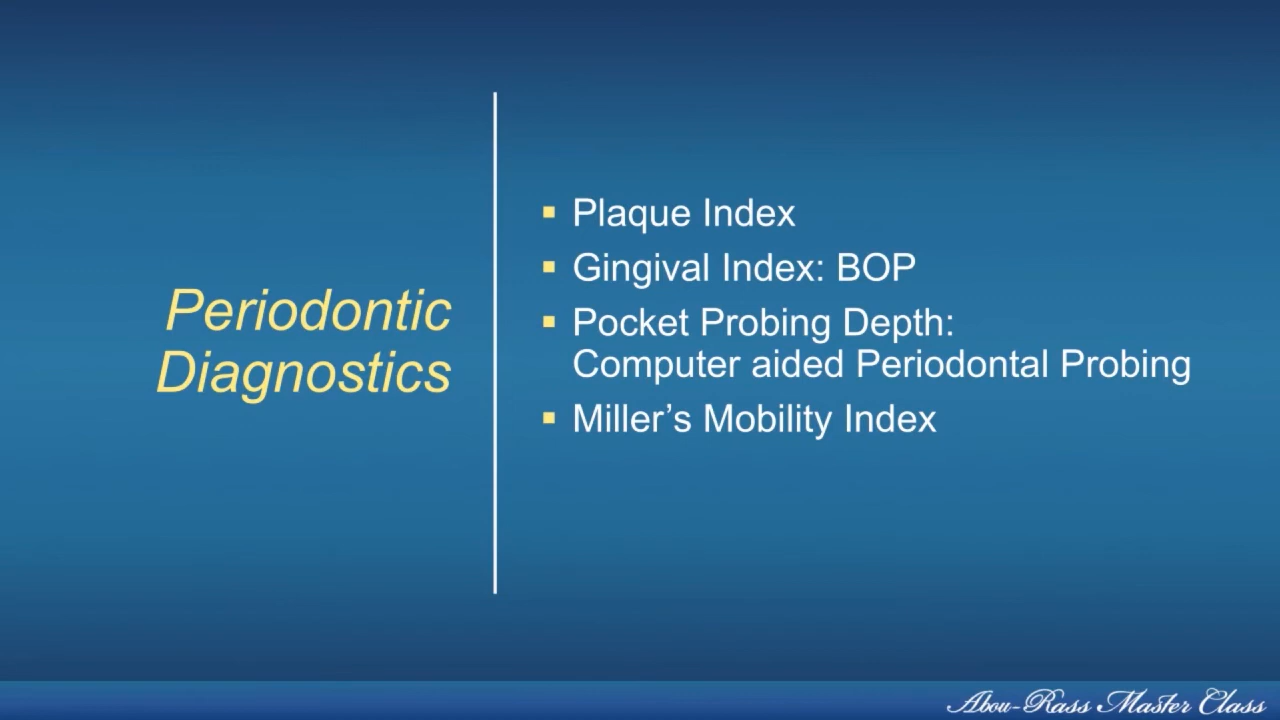 Periodontic
Diagnostics
▪ Plaque Index
▪ Gingival Index: BOP
▪ Pocket Probing Depth:
Computer aided Periodontal Probing
▪ Miller’s Mobility Index
Abou-Rass Master Class